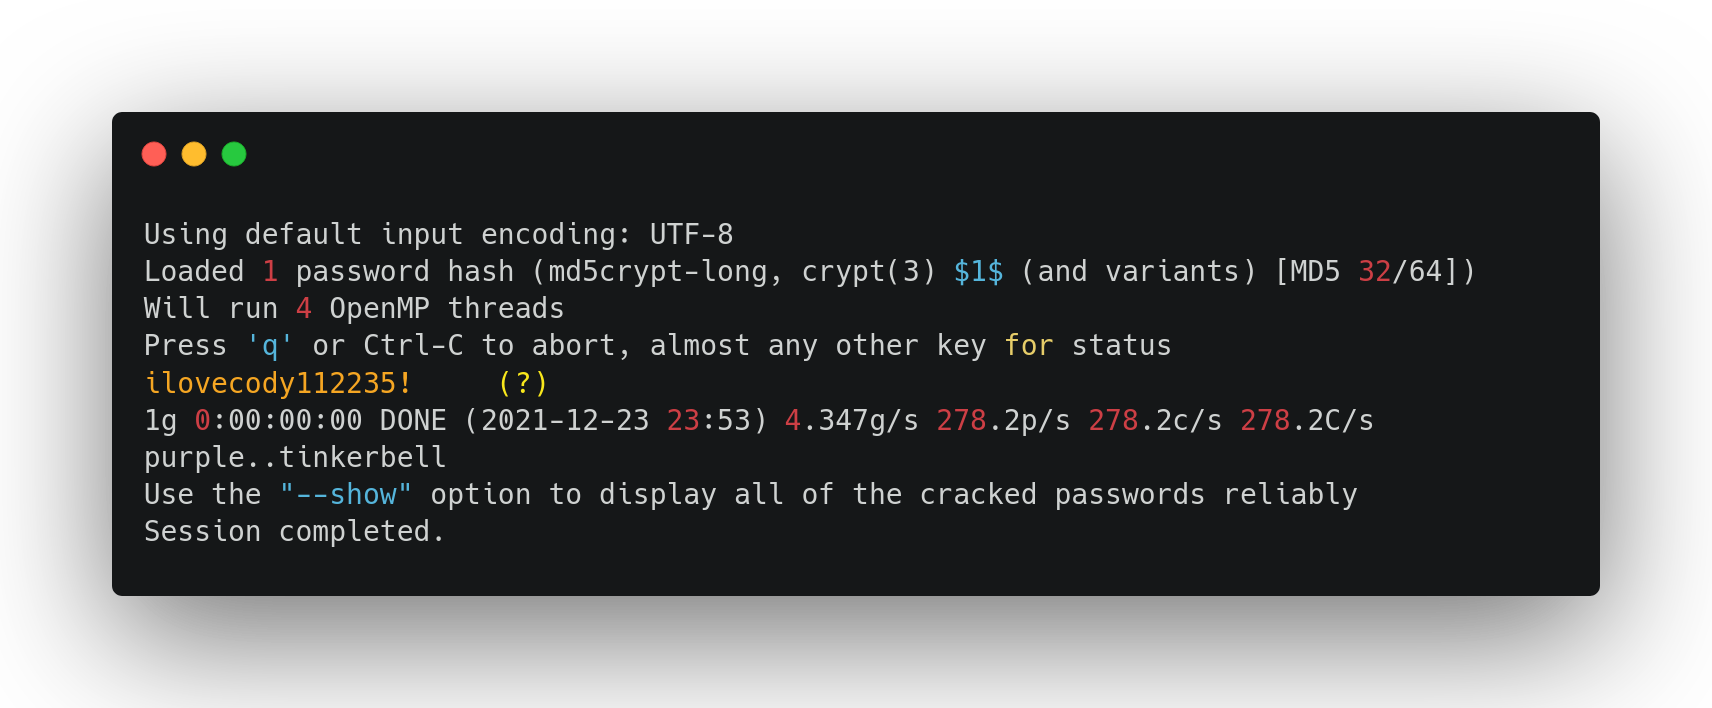 Using default input encoding: UTF-8
Loaded 1 password hash (md5crypt-long, crypt(3) $1$ (and variants) [MD5 32/64])
Will run 4 OpenMP threads
Press 'q' or Ctrl-C to abort, almost any other key for status
ilovecody112235!     (?)
1g 0:00:00:00 DONE (2021-12-23 23:53) 4.347g/s 278.2p/s 278.2c/s 278.2C/s
purple..tinkerbell
Use the "--show" option to display all of the cracked passwords reliably
Session completed.